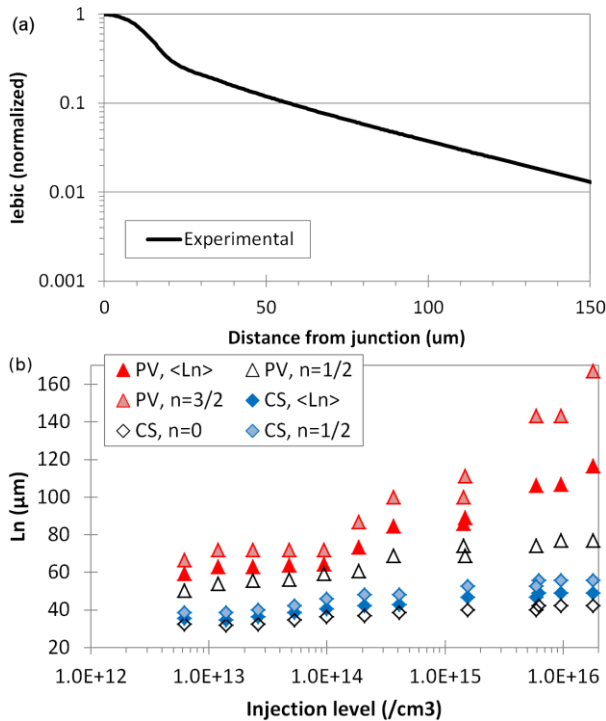 (a)
Iebic (normalized)
1
0.1
0.01
0.001
Experimental
0 50 100 150
Distance from junction (um)
(b)
PV, <Ln> PV, n=1/2
PV, n=3/2 CS, <Ln>
CS, n=0 CS, n=1/2
Ln (μm)
160
140
120
100
80
60
40
20
1.0E+12 1.0E+13 1.0E+14 1.0E+15 1.0E+16
Injection level (/cm3)